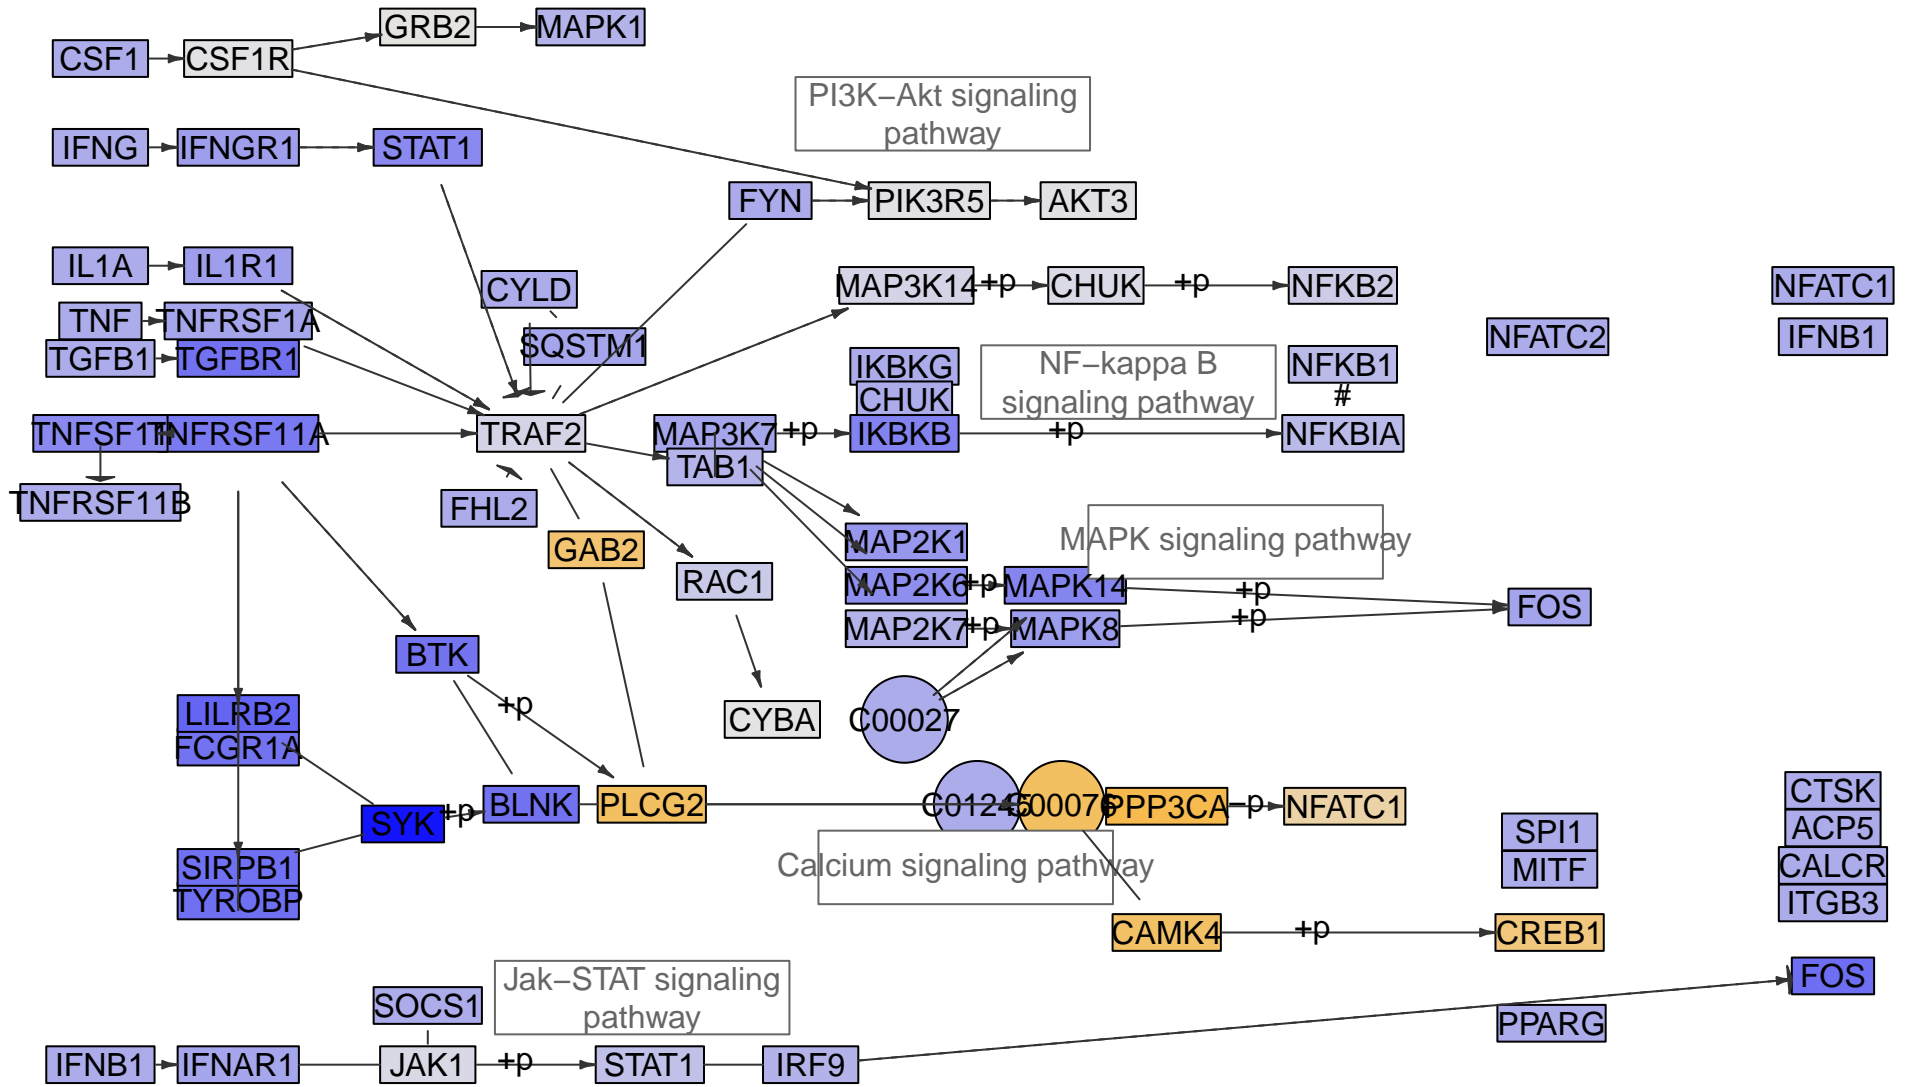 GRB2
MAPK1
CSF1
CSF1R
PI3K−Akt signaling
pathway
IFNG
IFNGR1
STAT1
FYN
PIK3R5
AKT3
IL1A
IL1R1
CYLD
MAP3K14
+p
CHUK
+p
NFKB2
NFATC1
TNF
TNFRSF1A
SQSTM1
NFATC2
IFNB1
TGFB1
TGFBR1
IKBKG
NF−kappa B
signaling pathway
NFKB1
CHUK
#
TNFRSF11A
TRAF2
MAP3K7
+p
IKBKB
+p
NFKBIA
TAB1
TNFRSF11B
FHL2
GAB2
MAP2K1
MAPK signaling pathway
RAC1
MAP2K6
+p
MAPK14
+p
FOS
MAP2K7
+p
MAPK8
+p
BTK
+p
LILRB2
CYBA
C00027
FCGR1A
SYK
+p
BLNK
PLCG2
C01245
C00076
PPP3CA
−p
NFATC1
CTSK
SPI1
ACP5
SIRPB1
Calcium signaling pathway
MITF
CALCR
TYROBP
ITGB3
CAMK4
+p
CREB1
Jak−STAT signaling
pathway
FOS
SOCS1
PPARG
IFNB1
IFNAR1
JAK1
+p
STAT1
IRF9